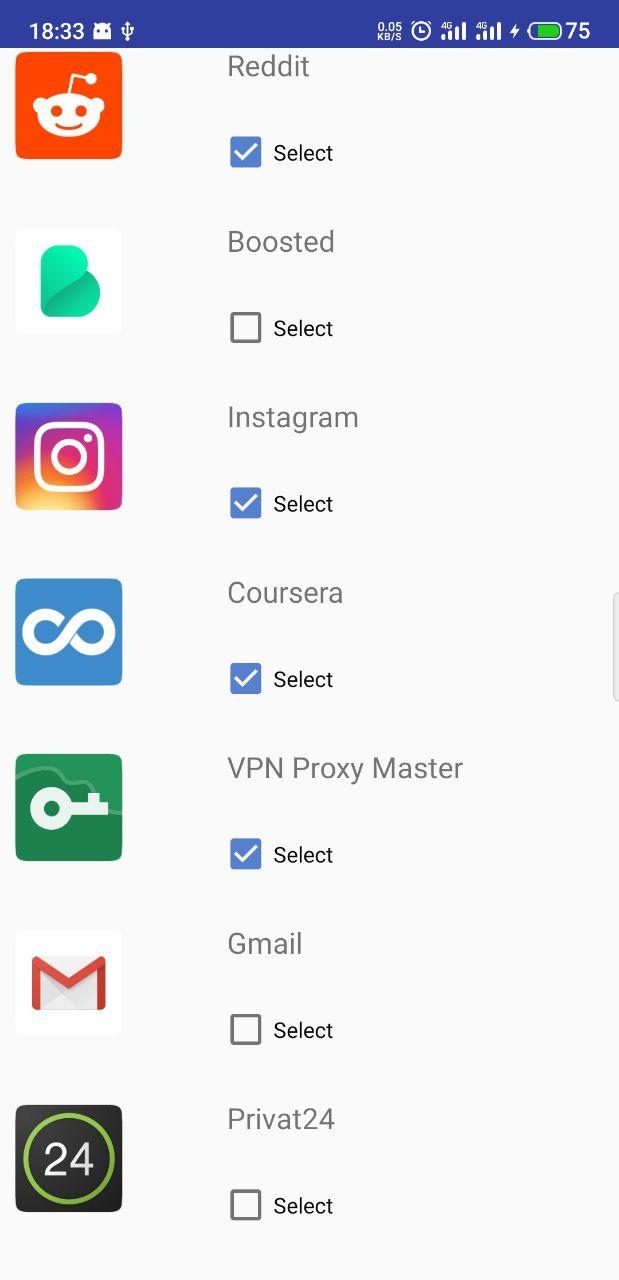 18:33 0.05 KB/S 4G 4G 75
Reddit
Select
Boosted
Select
Instagram
Select
Coursera
Select
VPN Proxy Master
Select
Gmail
Select
24 Privat24
Select